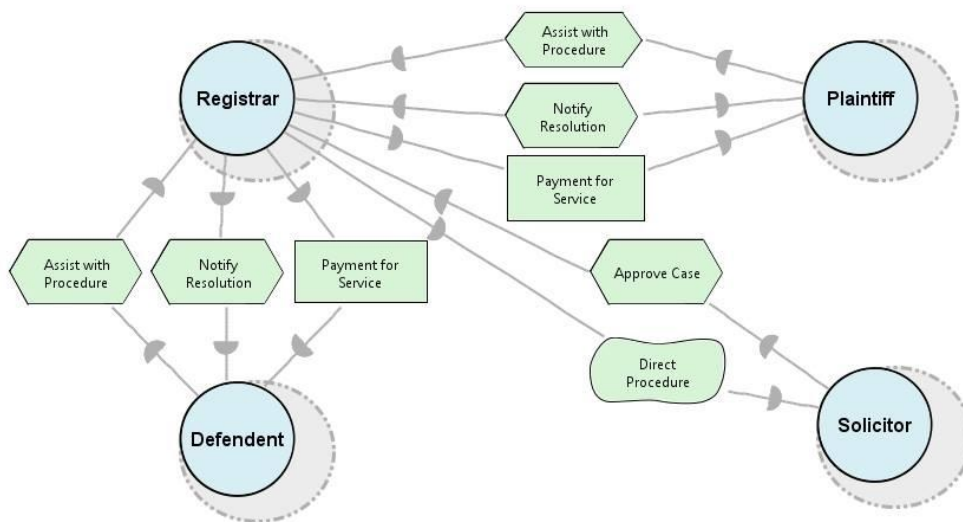 Assist with
Procedure
Registrar
Plaintiff
Notify
Resolution
Payment for
Service
Assist with
Procedure
Notify
Resolution
Payment for
Service
Approve Case
Direct
Procedure
Defendent
Solicitor